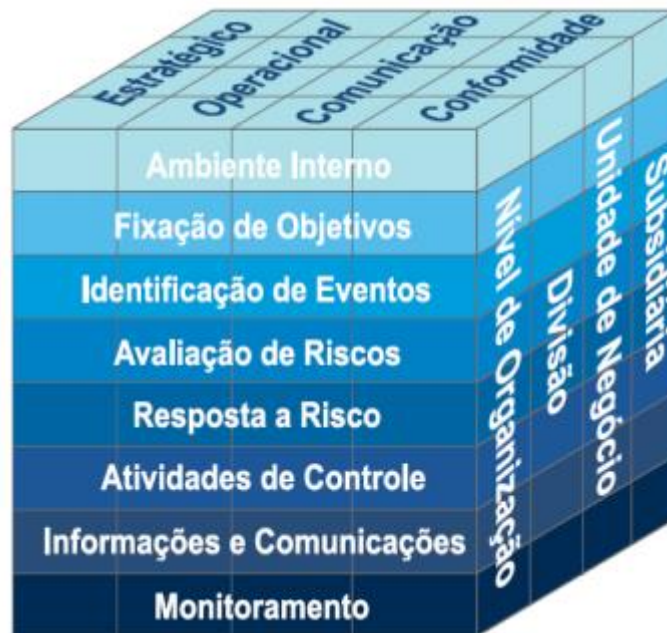 Estratégico
Operacional
Comunicação
Conformidade
Ambiente Interno
Fixação de Objetivos
Identificação de Eventos
Avaliação de Riscos
Resposta a Risco
Atividades de Controle
Informações e Comunicações
Monitoramento
Nível de Organização
Divisão
Unidade de Negócio
Subsidiaria